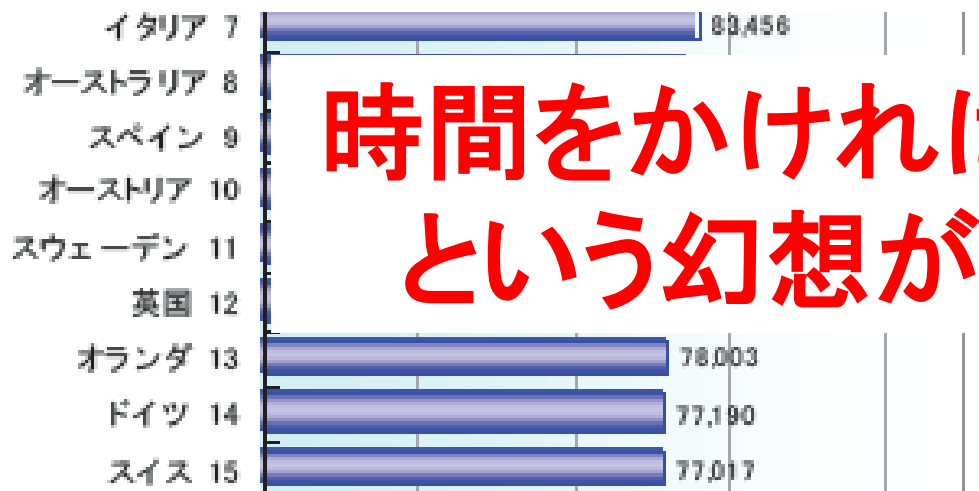 イタリア 7 83,456
オーストラリア 8
スペイン 9
オーストリア 10
スウェーデン 11
英国 12
時間をかければ
という幻想が
オランダ 13 78,003
ドイツ 14 77,190
スイス 15 77,017